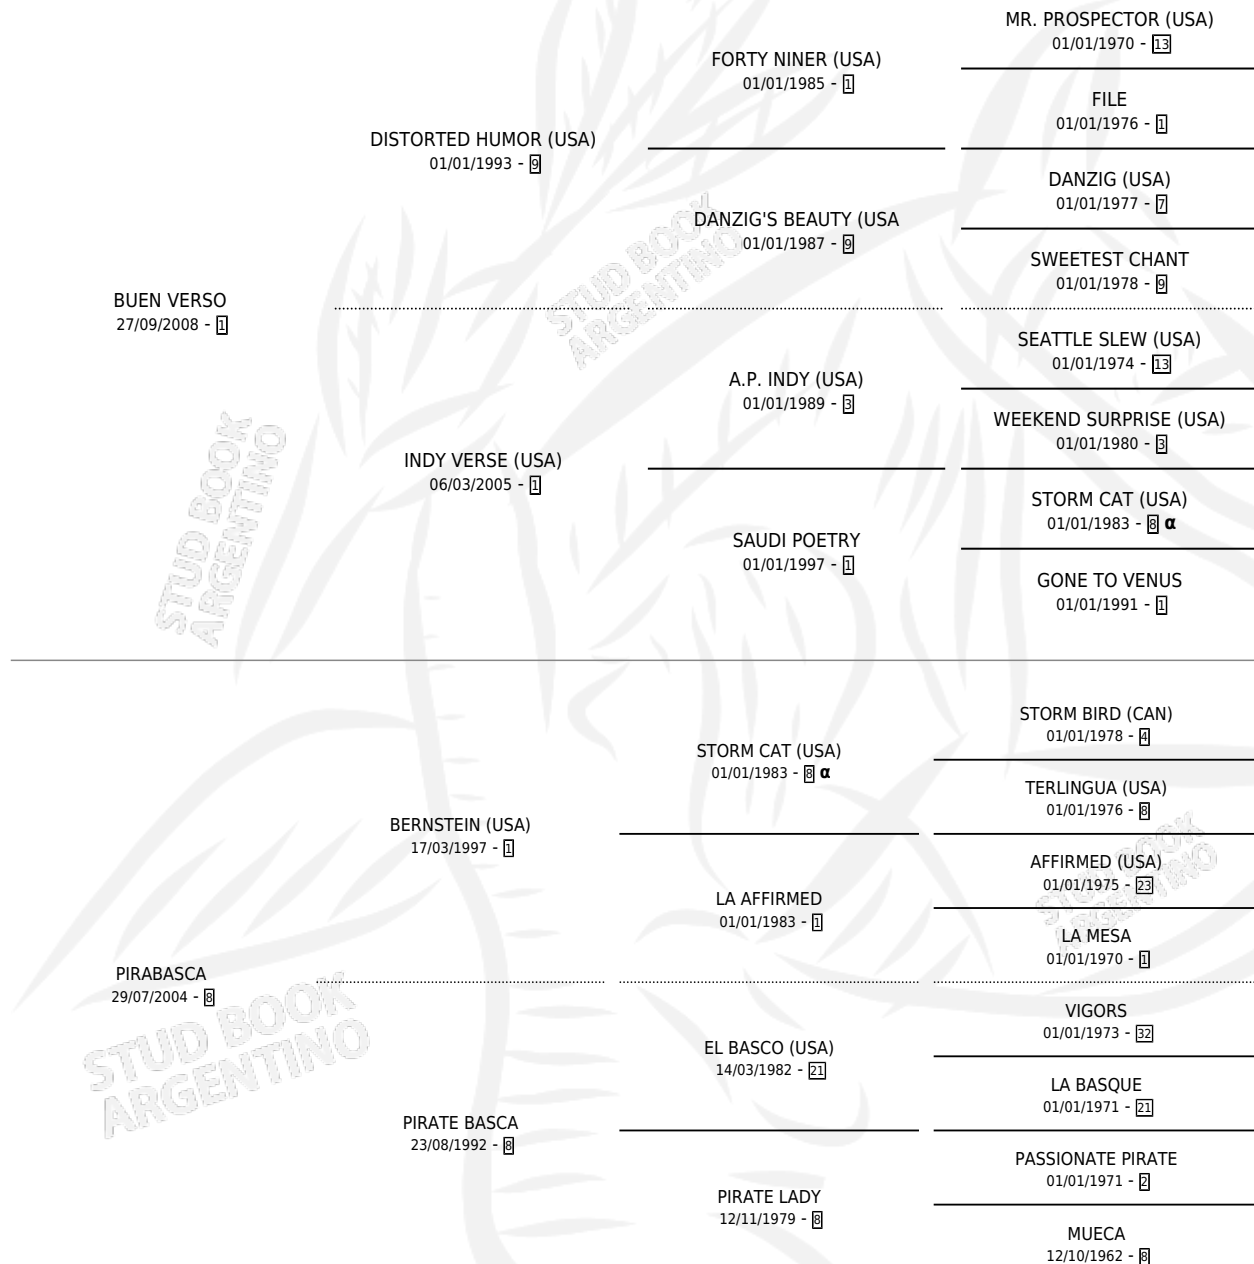 MR. PROSPECTOR (USA)
01/01/1970 - 13
FORTY NINER (USA)
01/01/1985 - 1
FILE
01/01/1976 - 1
DISTORTED HUMOR (USA)
01/01/1993 - 9
DANZIG (USA)
01/01/1977 - 7
DANZIG'S BEAUTY (USA
01/01/1987 - 9
SWEETEST CHANT
01/01/1978 - 9
BUEN VERSO
27/09/2008 - 1
SEATTLE SLEW (USA)
01/01/1974 - 13
A.P. INDY (USA)
01/01/1989 - 3
WEEKEND SURPRISE (USA)
01/01/1980 - 3
INDY VERSE (USA)
06/03/2005 - 1
STORM CAT (USA)
01/01/1983 - 8 α
SAUDI POETRY
01/01/1997 - 1
GONE TO VENUS
01/01/1991 - 1
STORM BIRD (CAN)
01/01/1978 - 4
STORM CAT (USA)
01/01/1983 - 8 α
TERLINGUA (USA)
01/01/1976 - 8
BERNSTEIN (USA)
17/03/1997 - 1
AFFIRMED (USA)
01/01/1975 - 23
LA AFFIRMED
01/01/1983 - 1
LA MESA
01/01/1970 - 1
PIRABASCA
29/07/2004 - 8
VIGORS
01/01/1973 - 32
EL BASCO (USA)
14/03/1982 - 21
LA BASQUE
01/01/1971 - 21
PIRATE BASCA
23/08/1992 - 8
PASSIONATE PIRATE
01/01/1971 - 2
PIRATE LADY
12/11/1979 - 8
MUECA
12/10/1962 - 8
STUD BOOK
ARGENTINO
STUD BOOK
ARGENTINO
STUD BOOK
ARGENTINO
STUD BOOK
ARGENTINO